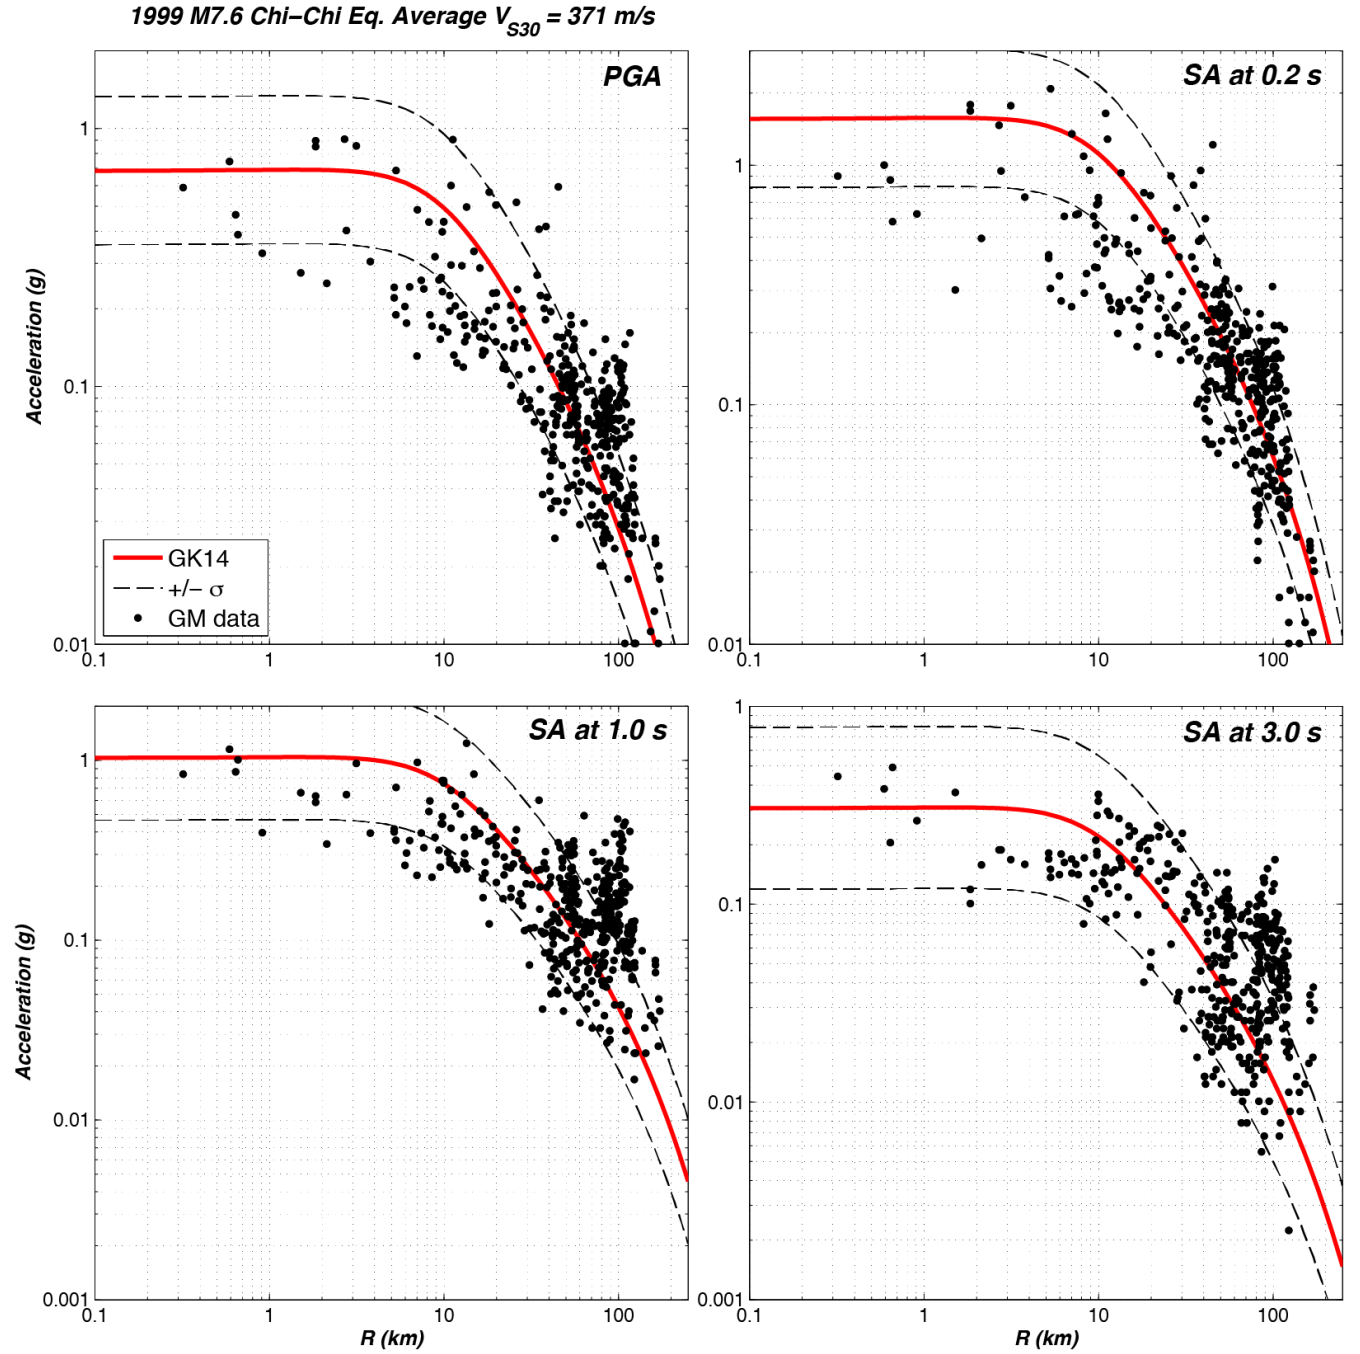 1999 M7.6 Chi–Chi Eq. Average VS30 = 371 m/s
PGA
1
0.1
0.01
0.1 1 10 100
Acceleration (g)
GK14
+/− σ
GM data
SA at 0.2 s
1
0.1
0.01
0.1 1 10 100
SA at 1.0 s
1
0.1
0.01
0.001
0.1 1 10 100
Acceleration (g)
R (km)
SA at 3.0 s
1
0.1
0.01
0.001
0.1 1 10 100
R (km)